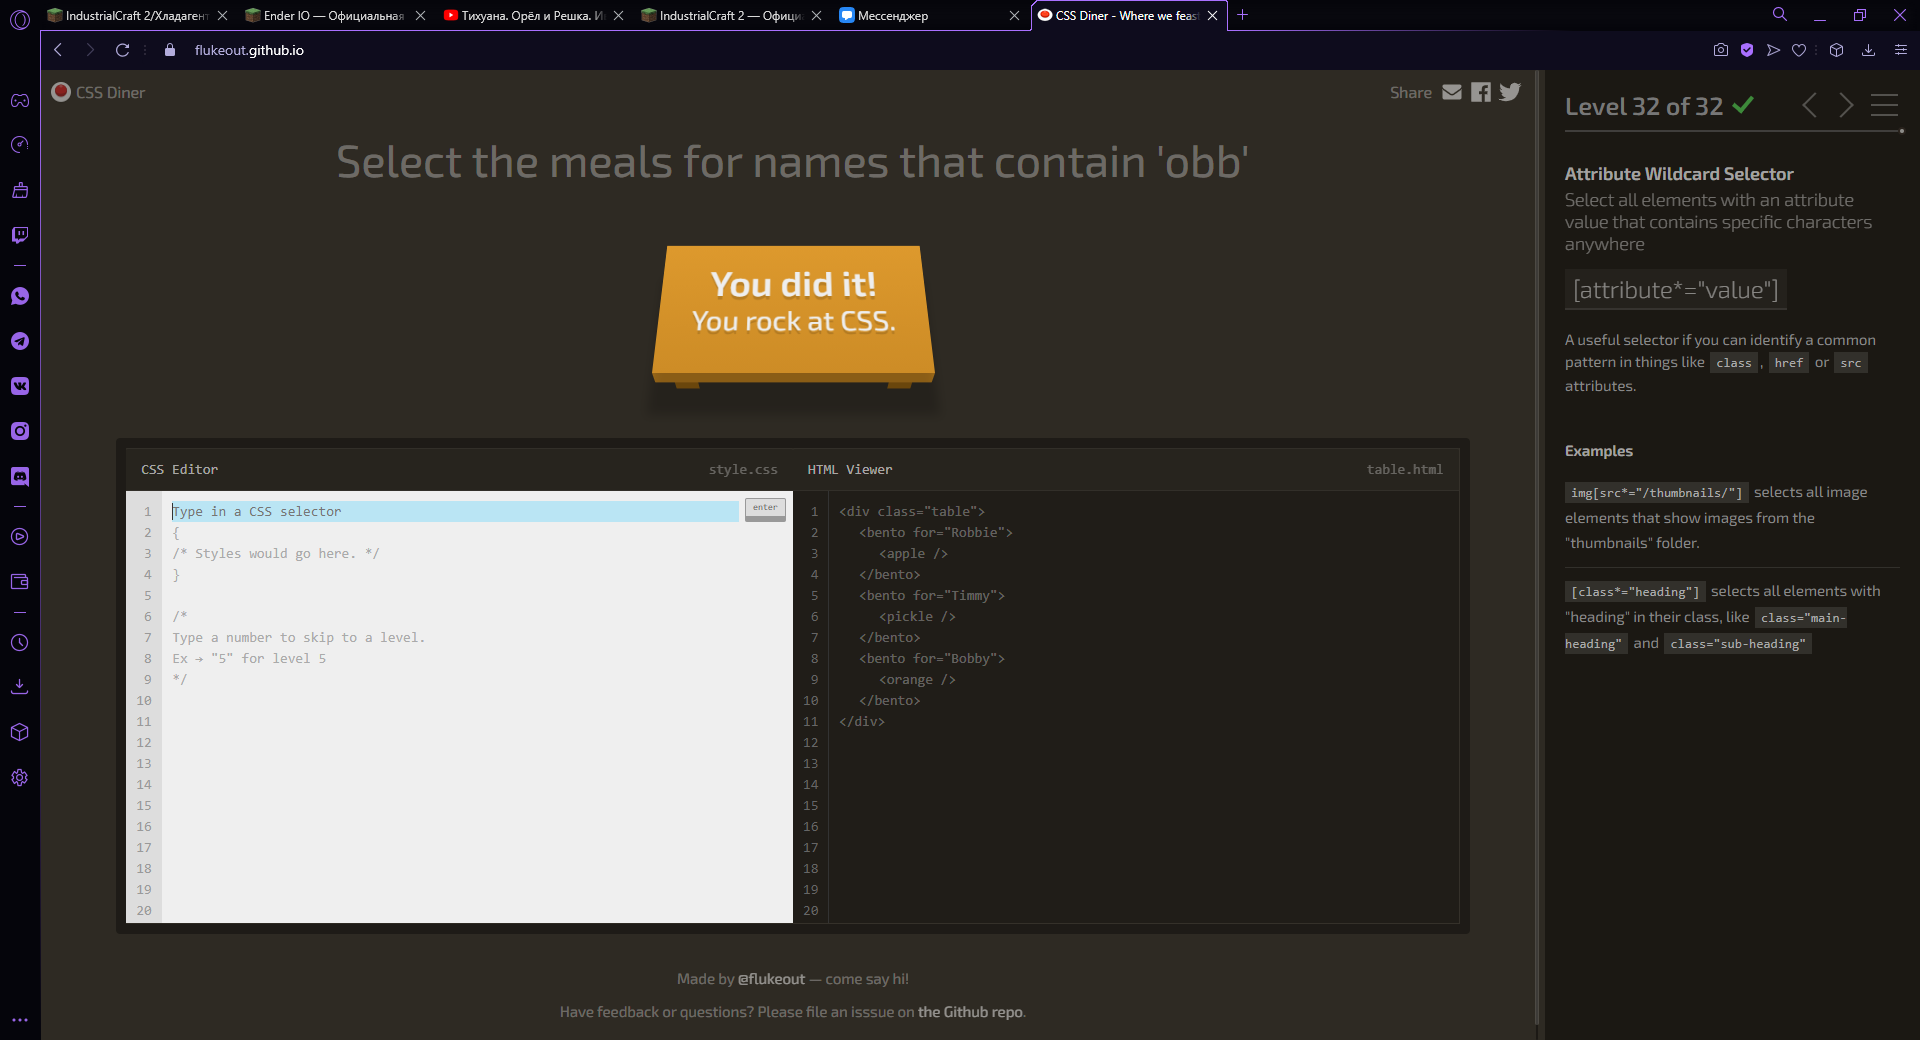 IndustrialCraft 2/Хладагент
Ender IO — Официальная
Тихуана. Орёл и Решка. И
IndustrialCraft 2 — Офици
Мессенджер
CSS Diner - Where we feas
flukeout.github.io
CSS Diner
Share
Level 32 of 32
Select the meals for names that contain 'obb'
You did it!
You rock at CSS.
Attribute Wildcard Selector
Select all elements with an attribute
value that contains specific characters
anywhere
[attribute*="value"]
A useful selector if you can identify a common
pattern in things like class , href or src
attributes.
Examples
img[src*="/thumbnails/"] selects all image
elements that show images from the
"thumbnails" folder.
[class*="heading"] selects all elements with
"heading" in their class, like class="main-
heading" and class="sub-heading"
CSS Editor
style.css
1 Type in a CSS selector
enter
2 {
3 /* Styles would go here. */
4 }
5
6 /*
7 Type a number to skip to a level.
8 Ex → "5" for level 5
9 */
10
11
12
13
14
15
16
17
18
19
20
HTML Viewer
table.html
1 <div class="table">
2 <bento for="Robbie">
3 <apple />
4 </bento>
5 <bento for="Timmy">
6 <pickle />
7 </bento>
8 <bento for="Bobby">
9 <orange />
10 </bento>
11 </div>
12
13
14
15
16
17
18
19
20
Made by @flukeout — come say hi!
Have feedback or questions? Please file an isssue on the Github repo.